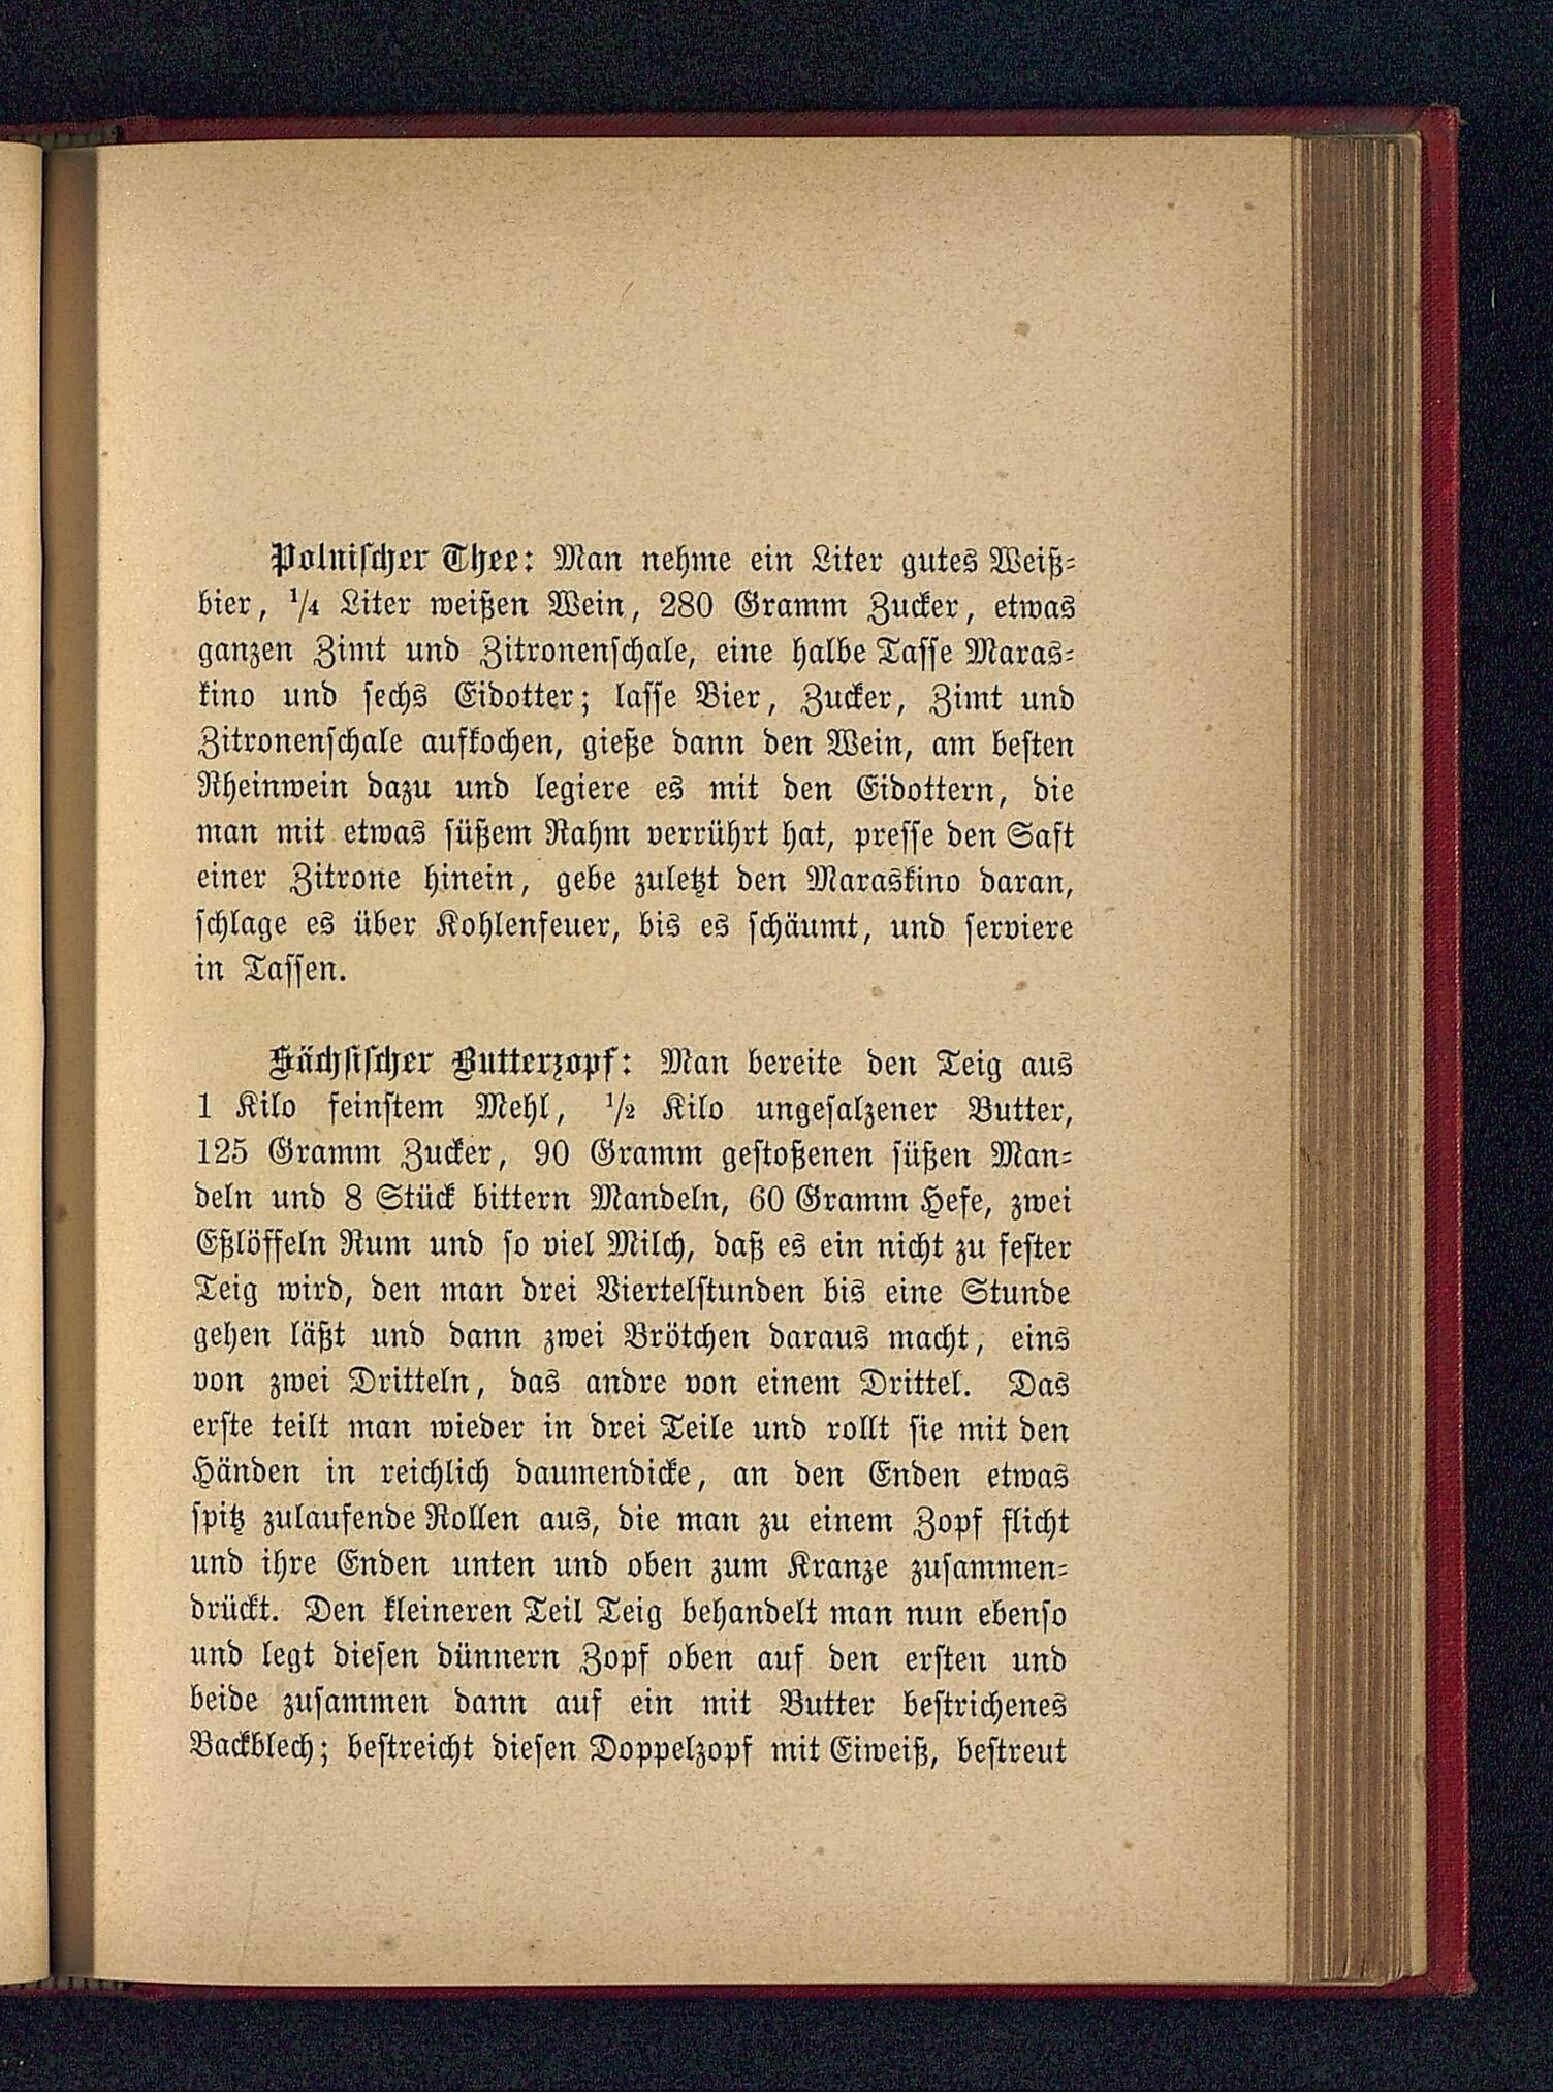 Polnischer Thee: Man nehme ein Liter gutes Weiß-
bier, 1/4 Liter weißen Wein, 280 Gramm Zucker, etwas
ganzen Zimt und Zitronenschale, eine halbe Tasse Maras-
kino und sechs Eidotter; lasse Bier, Zucker, Zimt und
Zitronenschale aufkochen, gieße dann den Wein, am besten
Rheinwein dazu und legiere es mit den Eidottern, die
man mit etwas süßem Rahm verrührt hat, presse den Saft
einer Zitrone hinein, gebe zuletzt den Maraskino daran,
schlage es über Kohlenfeuer, bis es schäumt, und serviere
in Tassen.
Sächsischer Butterzopf: Man bereite den Teig aus
1 Kilo feinstem Mehl, 1/2 Kilo ungesalzener Butter,
125 Gramm Zucker, 90 Gramm gestoßenen süßen Man-
deln und 8 Stück bittern Mandeln, 60 Gramm Hefe, zwei
Eßlöffeln Rum und so viel Milch, daß es ein nicht zu fester
Teig wird, den man drei Viertelstunden bis eine Stunde
gehen läßt und dann zwei Brötchen daraus macht, eins
von zwei Dritteln, das andre von einem Drittel. Das
erste teilt man wieder in drei Teile und rollt sie mit den
Händen in reichlich daumendicke, an den Enden etwas
spitz zulaufende Rollen aus, die man zu einem Zopf flicht
und ihre Enden unten und oben zum Kranze zusammen-
drückt. Den kleineren Teil Teig behandelt man nun ebenso
und legt diesen dünnern Zopf oben auf den ersten und
beide zusammen dann auf ein mit Butter bestrichenes
Backblech; bestreicht diesen Doppelzopf mit Eiweiß, bestreut